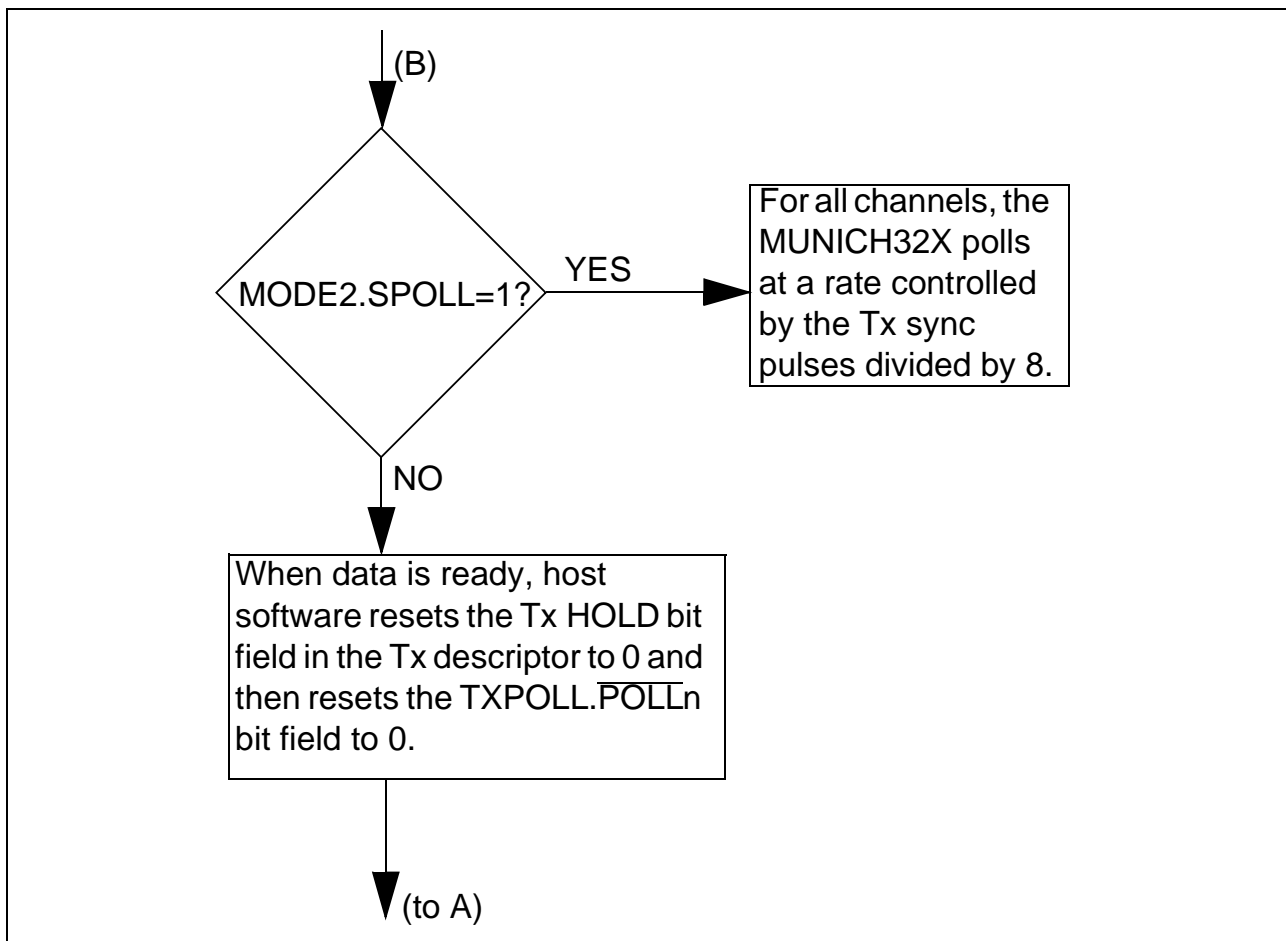 (B)
MODE2.SPOLL=1?
YES
For all channels, the
MUNICH32X polls
at a rate controlled
by the Tx sync
pulses divided by 8.
NO
When data is ready, host
software resets the Tx HOLD bit
field in the Tx descriptor to 0 and
then resets the TXPOLL.P̅O̅L̅L̅n
bit field to 0.
(to A)